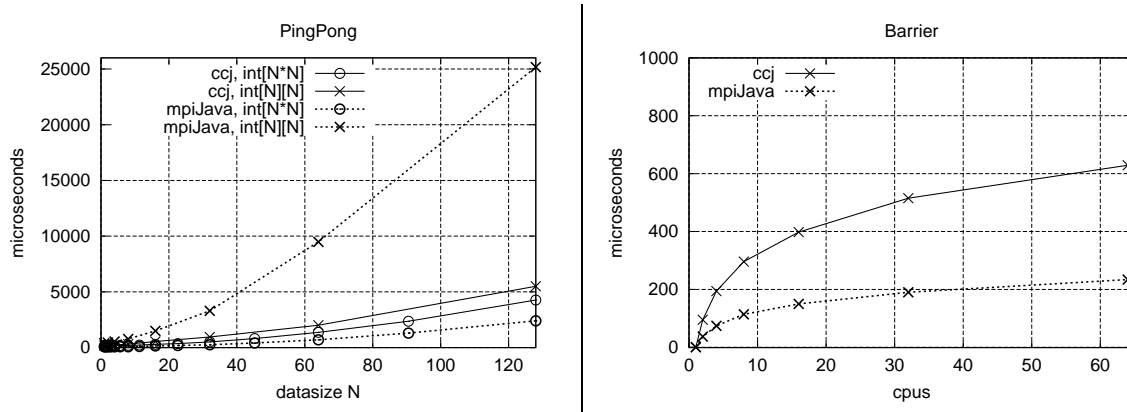 PingPong
25000
20000
15000
10000
5000
0
microseconds
ccj, int[N*N]
ccj, int[N][N]
mpiJava, int[N*N]
mpiJava, int[N][N]
0 20 40 60 80 100 120
datasize N
Barrier
1000
800
600
400
200
0
microseconds
ccj
mpiJava
0 10 20 30 40 50 60
cpus